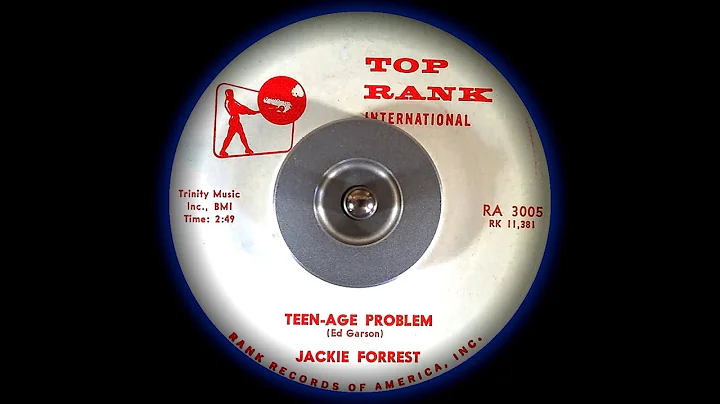 TOP
RANK
INTERNATIONAL
Trinity Music
Inc., BMI
Time: 2:49
RA 3005
RK 11,381
TEEN-AGE PROBLEM
(Ed Garson)
JACKIE FORREST
RANK RECORDS OF AMERICA, INC.